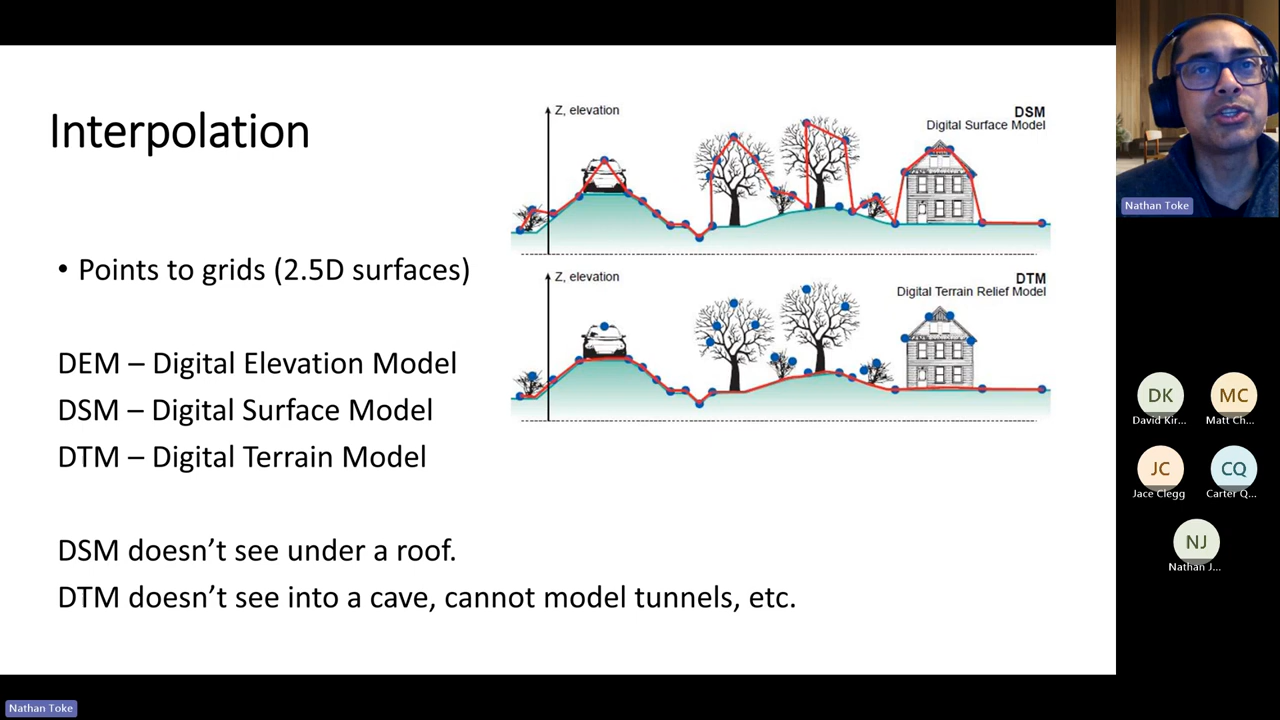 Interpolation
• Points to grids (2.5D surfaces)
DEM – Digital Elevation Model
DSM – Digital Surface Model
DTM – Digital Terrain Model
DSM doesn’t see under a roof.
DTM doesn’t see into a cave, cannot model tunnels, etc.
Z, elevation
DSM
Digital Surface Model
Z, elevation
DTM
Digital Terrain Relief Model
Nathan Toke
DK
David Kir...
MC
Matt Ch...
JC
Jace Clegg
CQ
Carter Q...
NJ
Nathan J...
Nathan Toke